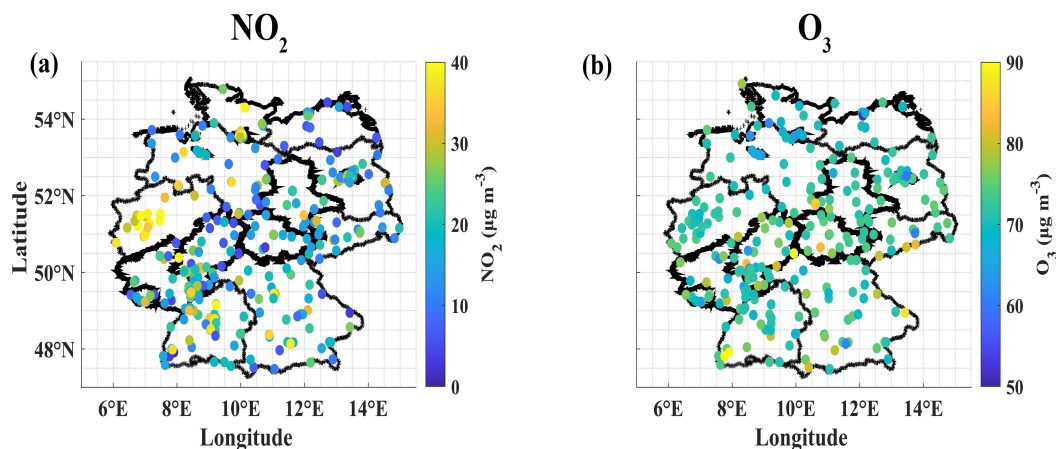 NO2
(a)
54°N
52°N
50°N
48°N
Latitude
6°E 8°E 10°E 12°E 14°E
Longitude
40
30
20
10
0
NO2 (µg m−3)
O3
(b)
6°E 8°E 10°E 12°E 14°E
Longitude
90
80
70
60
50
O3 (µg m−3)